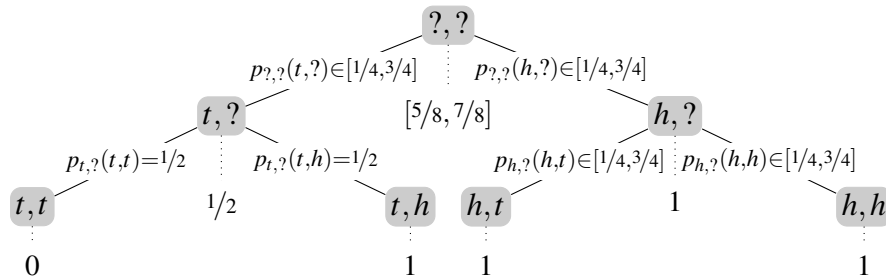 ?, ?
p?,?(t,?)∈[1/4,3/4] p?,?(h,?)∈[1/4,3/4]
[5/8, 7/8]
t, ? h, ?
pt,?(t,t)=1/2 pt,?(t,h)=1/2 ph,?(h,t)∈[1/4,3/4] ph,?(h,h)∈[1/4,3/4]
1/2 1
t, t t, h h, t h, h
0 1 1 1